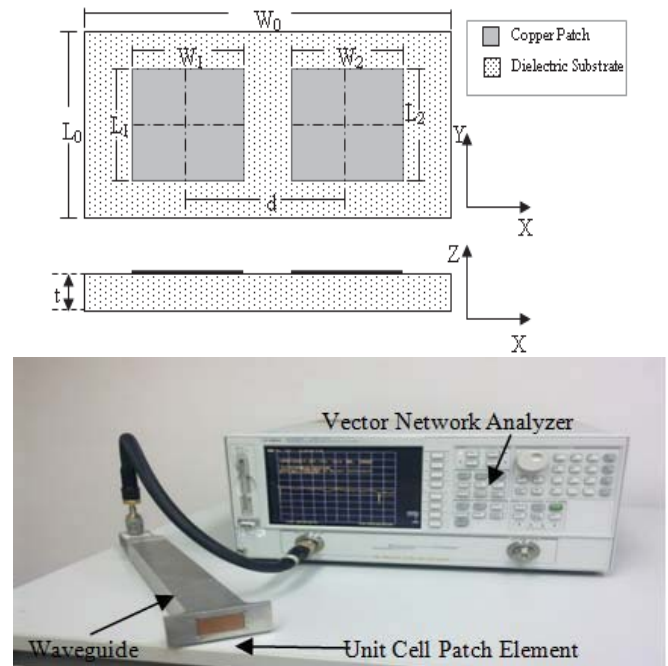 W0
Copper Patch
Dielectric Substrate
W1
W2
L0
L1
L2
Y
d
X
Z
t
X
Vector Network Analyzer
Waveguide
Unit Cell Patch Element